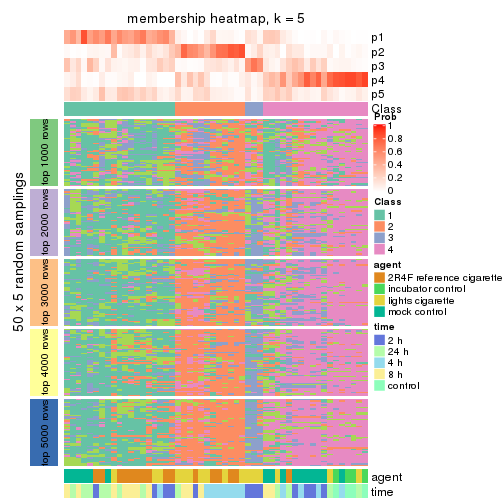 membership heatmap, k = 5
p1
p2
p3
p4
p5
Class
Prob
1
0.8
0.6
0.4
0.2
0
Class
1
2
3
4
agent
2R4F reference cigarette
incubator control
lights cigarette
mock control
time
2 h
24 h
4 h
8 h
control
50 x 5 random samplings
top 1000 rows
top 2000 rows
top 3000 rows
top 4000 rows
top 5000 rows
agent
time